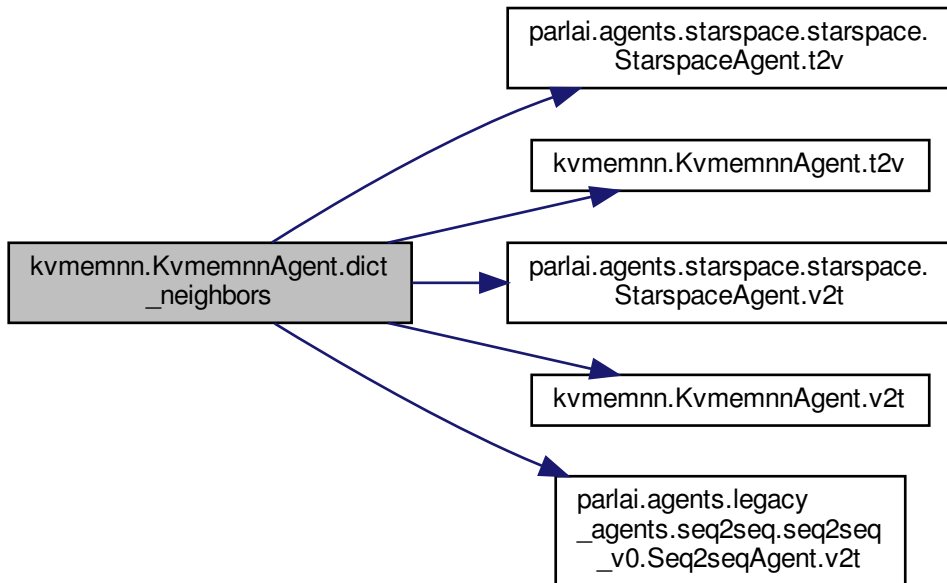 parlai.agents.starspace.starspace.
StarspaceAgent.t2v
kvmemnn.KvmemnnAgent.t2v
kvmemnn.KvmemnnAgent.dict
_neighbors
parlai.agents.starspace.starspace.
StarspaceAgent.v2t
kvmemnn.KvmemnnAgent.v2t
parlai.agents.legacy
_agents.seq2seq.seq2seq
_v0.Seq2seqAgent.v2t